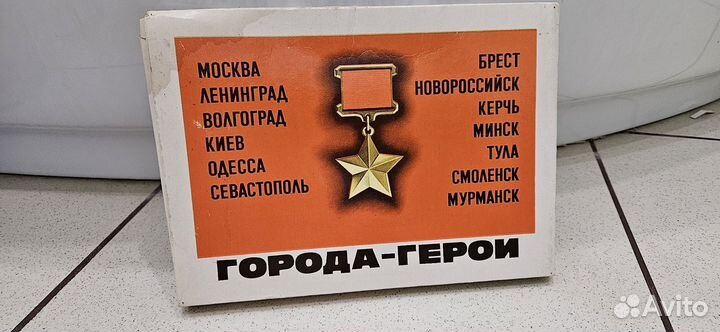 МОСКВА
ЛЕНИНГРАД
ВОЛГОГРАД
КИЕВ
ОДЕССА
СЕВАСТОПОЛЬ
БРЕСТ
НОВОРОССИЙСК
КЕРЧЬ
МИНСК
ТУЛА
СМОЛЕНСК
МУРМАНСК
ГОРОДА-ГЕРОИ
Avito